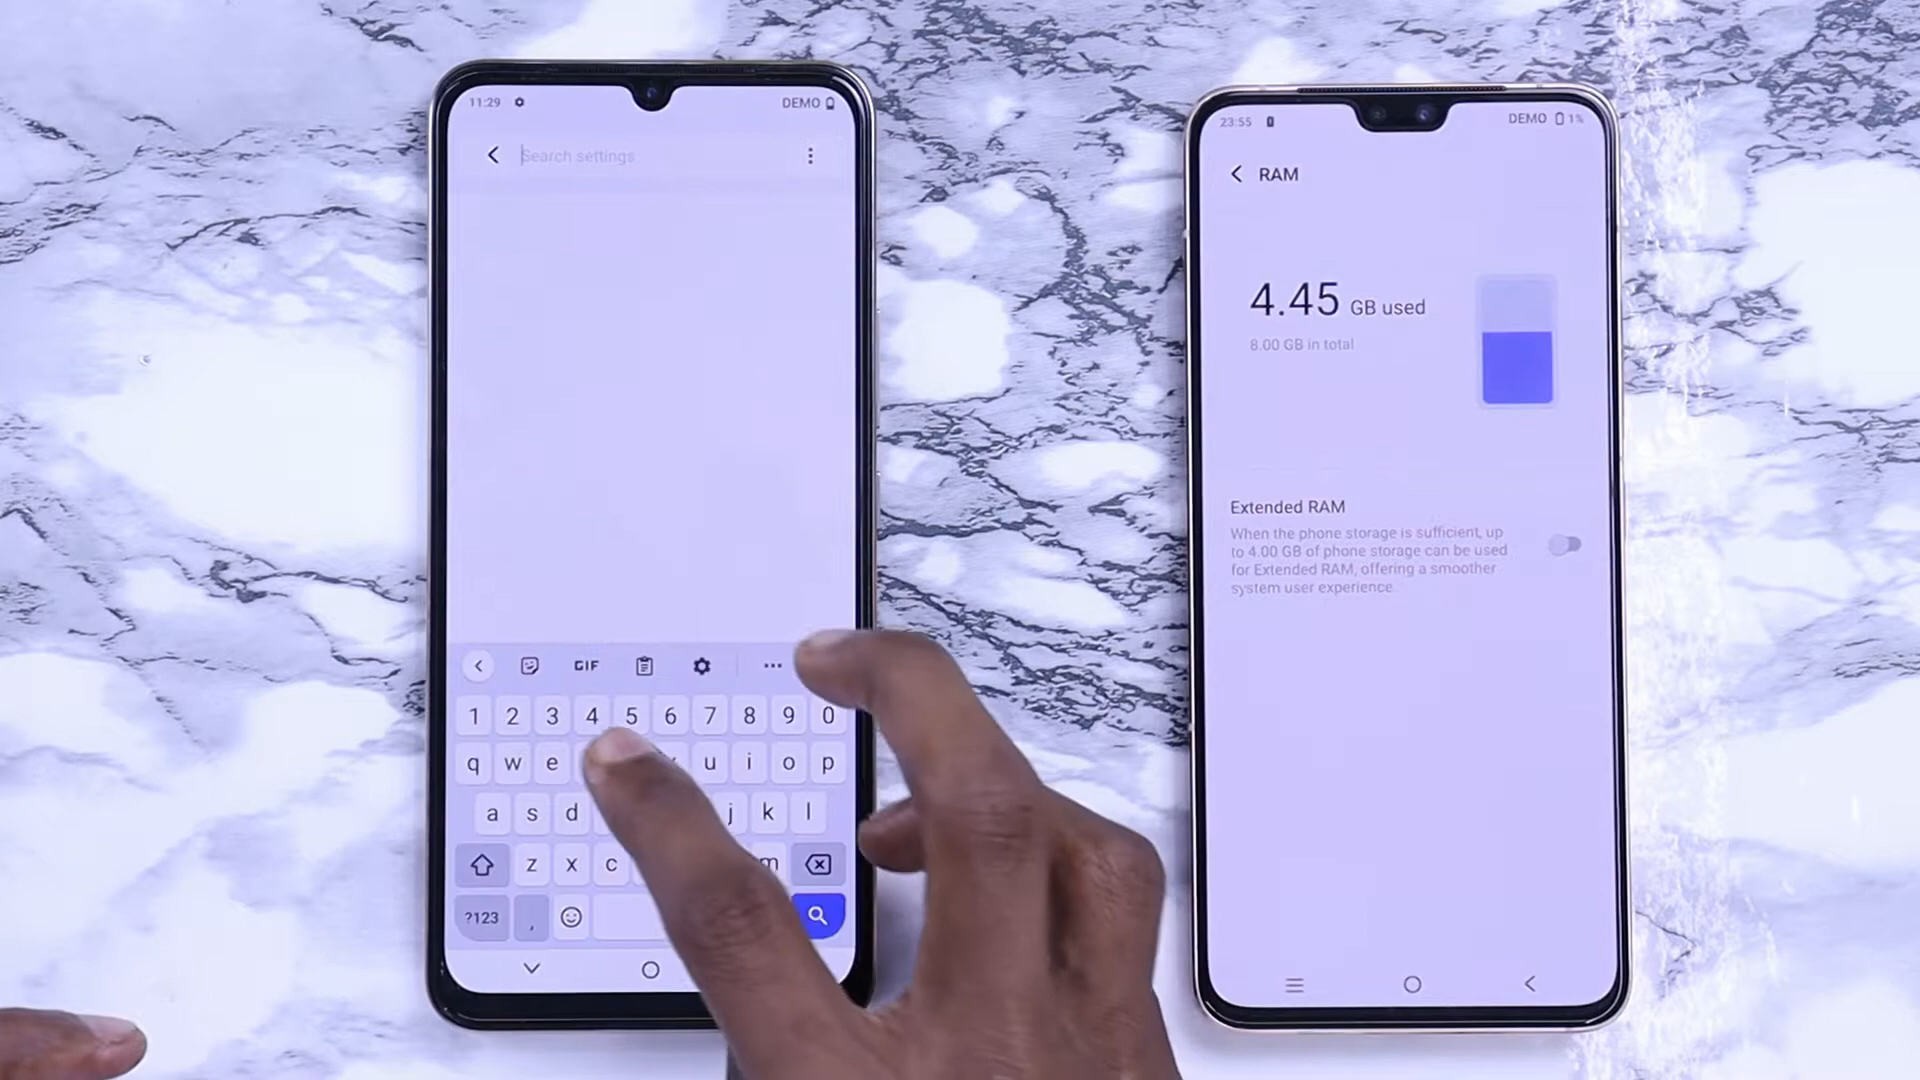 11:29
DEMO
Search settings
GIF
1 2 3 4 5 6 7 8 9 0
q w e u i o p
a s d j k l
z x c m
?123 ,
23:55
DEMO 1%
RAM
4.45 GB used
8.00 GB in total
Extended RAM
When the phone storage is sufficient, up
to 4.00 GB of phone storage can be used
for Extended RAM, offering a smoother
system user experience.